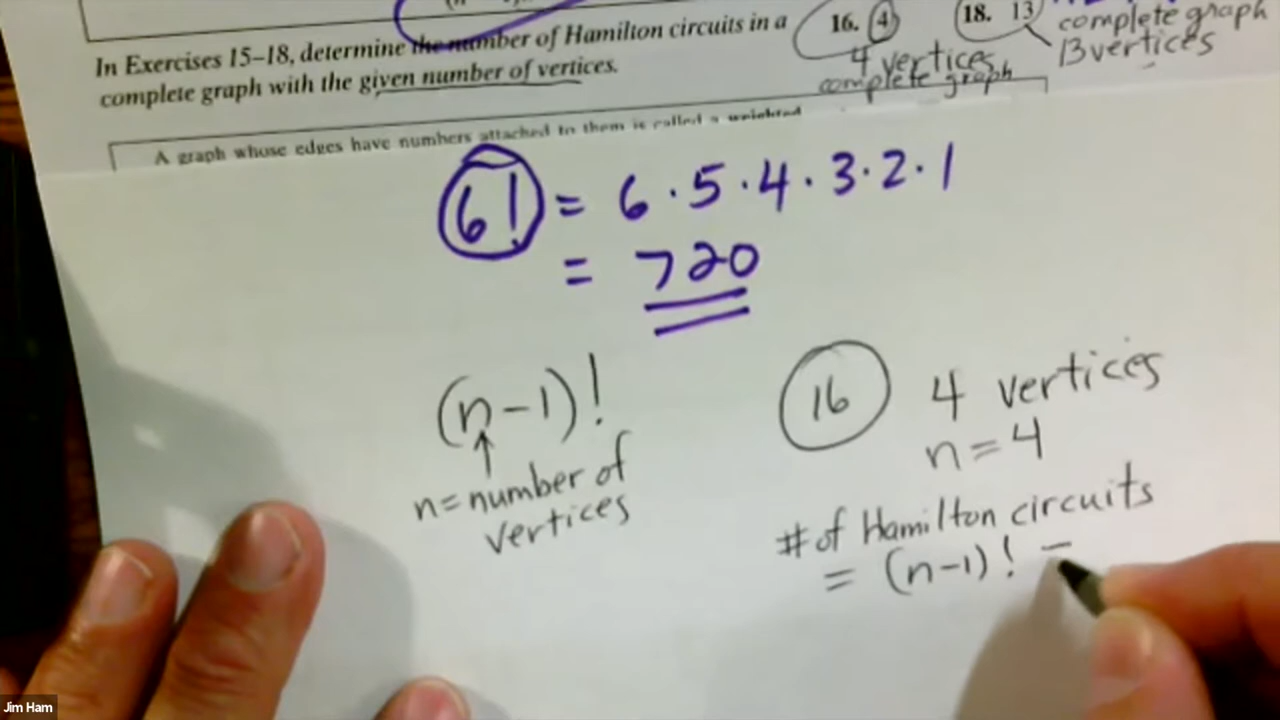 In Exercises 15–18, determine the number of Hamilton circuits in a
complete graph with the given number of vertices.
16. 4
4 vertices
complete graph
18. 13
complete graph
13 vertices
A graph whose edges have numbers attached to them is called a weighted
6! = 6 · 5 · 4 · 3 · 2 · 1
= 720
(n-1)!
n = number of
vertices
16
4 vertices
n = 4
# of Hamilton circuits
= (n-1)! =
Jim Ham